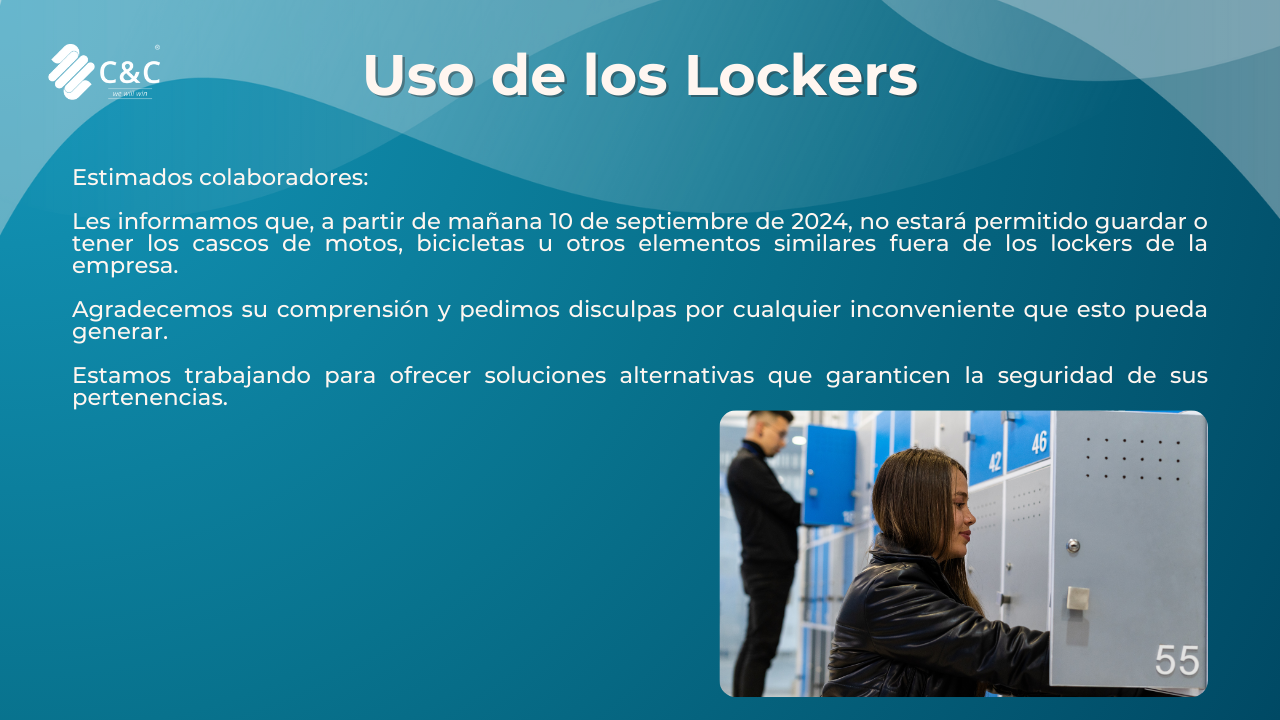 C&C
®
we will win
Uso de los Lockers
Estimados colaboradores:
Les informamos que, a partir de mañana 10 de septiembre de 2024, no estará permitido guardar o
tener los cascos de motos, bicicletas u otros elementos similares fuera de los lockers de la
empresa.
Agradecemos su comprensión y pedimos disculpas por cualquier inconveniente que esto pueda
generar.
Estamos trabajando para ofrecer soluciones alternativas que garanticen la seguridad de sus
pertenencias.
42
46
55